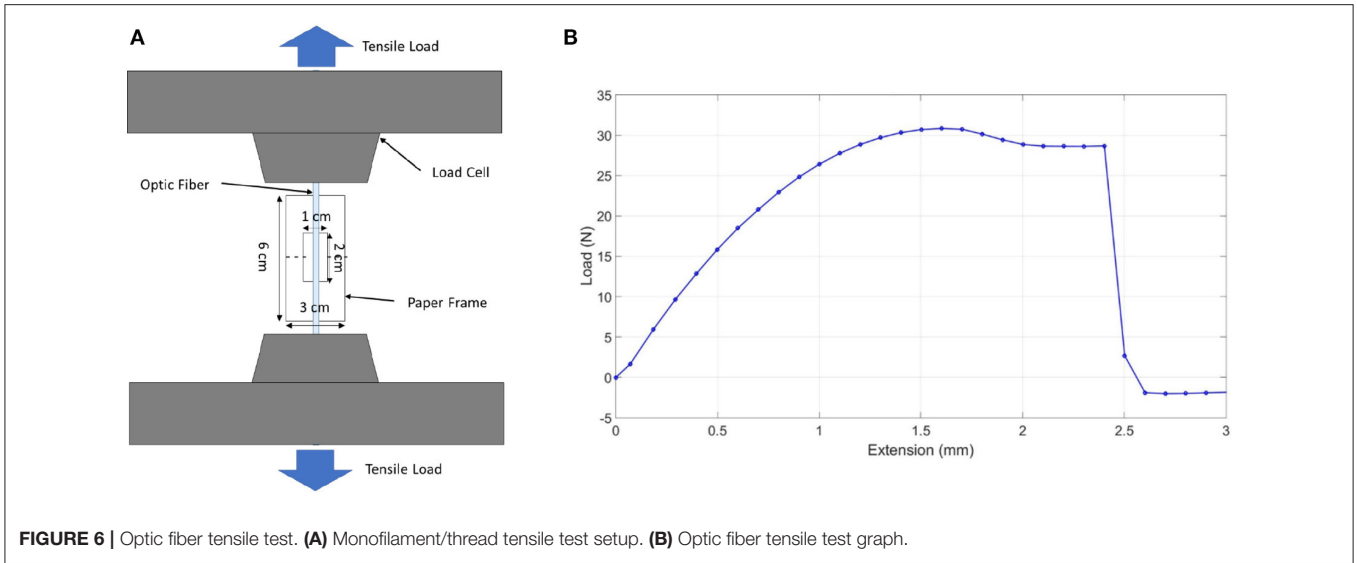 A
Tensile Load
Load Cell
Optic Fiber
1 cm
6 cm
2 cm
Paper Frame
3 cm
Tensile Load
B
35
30
25
20
15
10
5
0
-5
Load (N)
0 0.5 1 1.5 2 2.5 3
Extension (mm)
FIGURE 6 | Optic fiber tensile test. (A) Monofilament/thread tensile test setup. (B) Optic fiber tensile test graph.